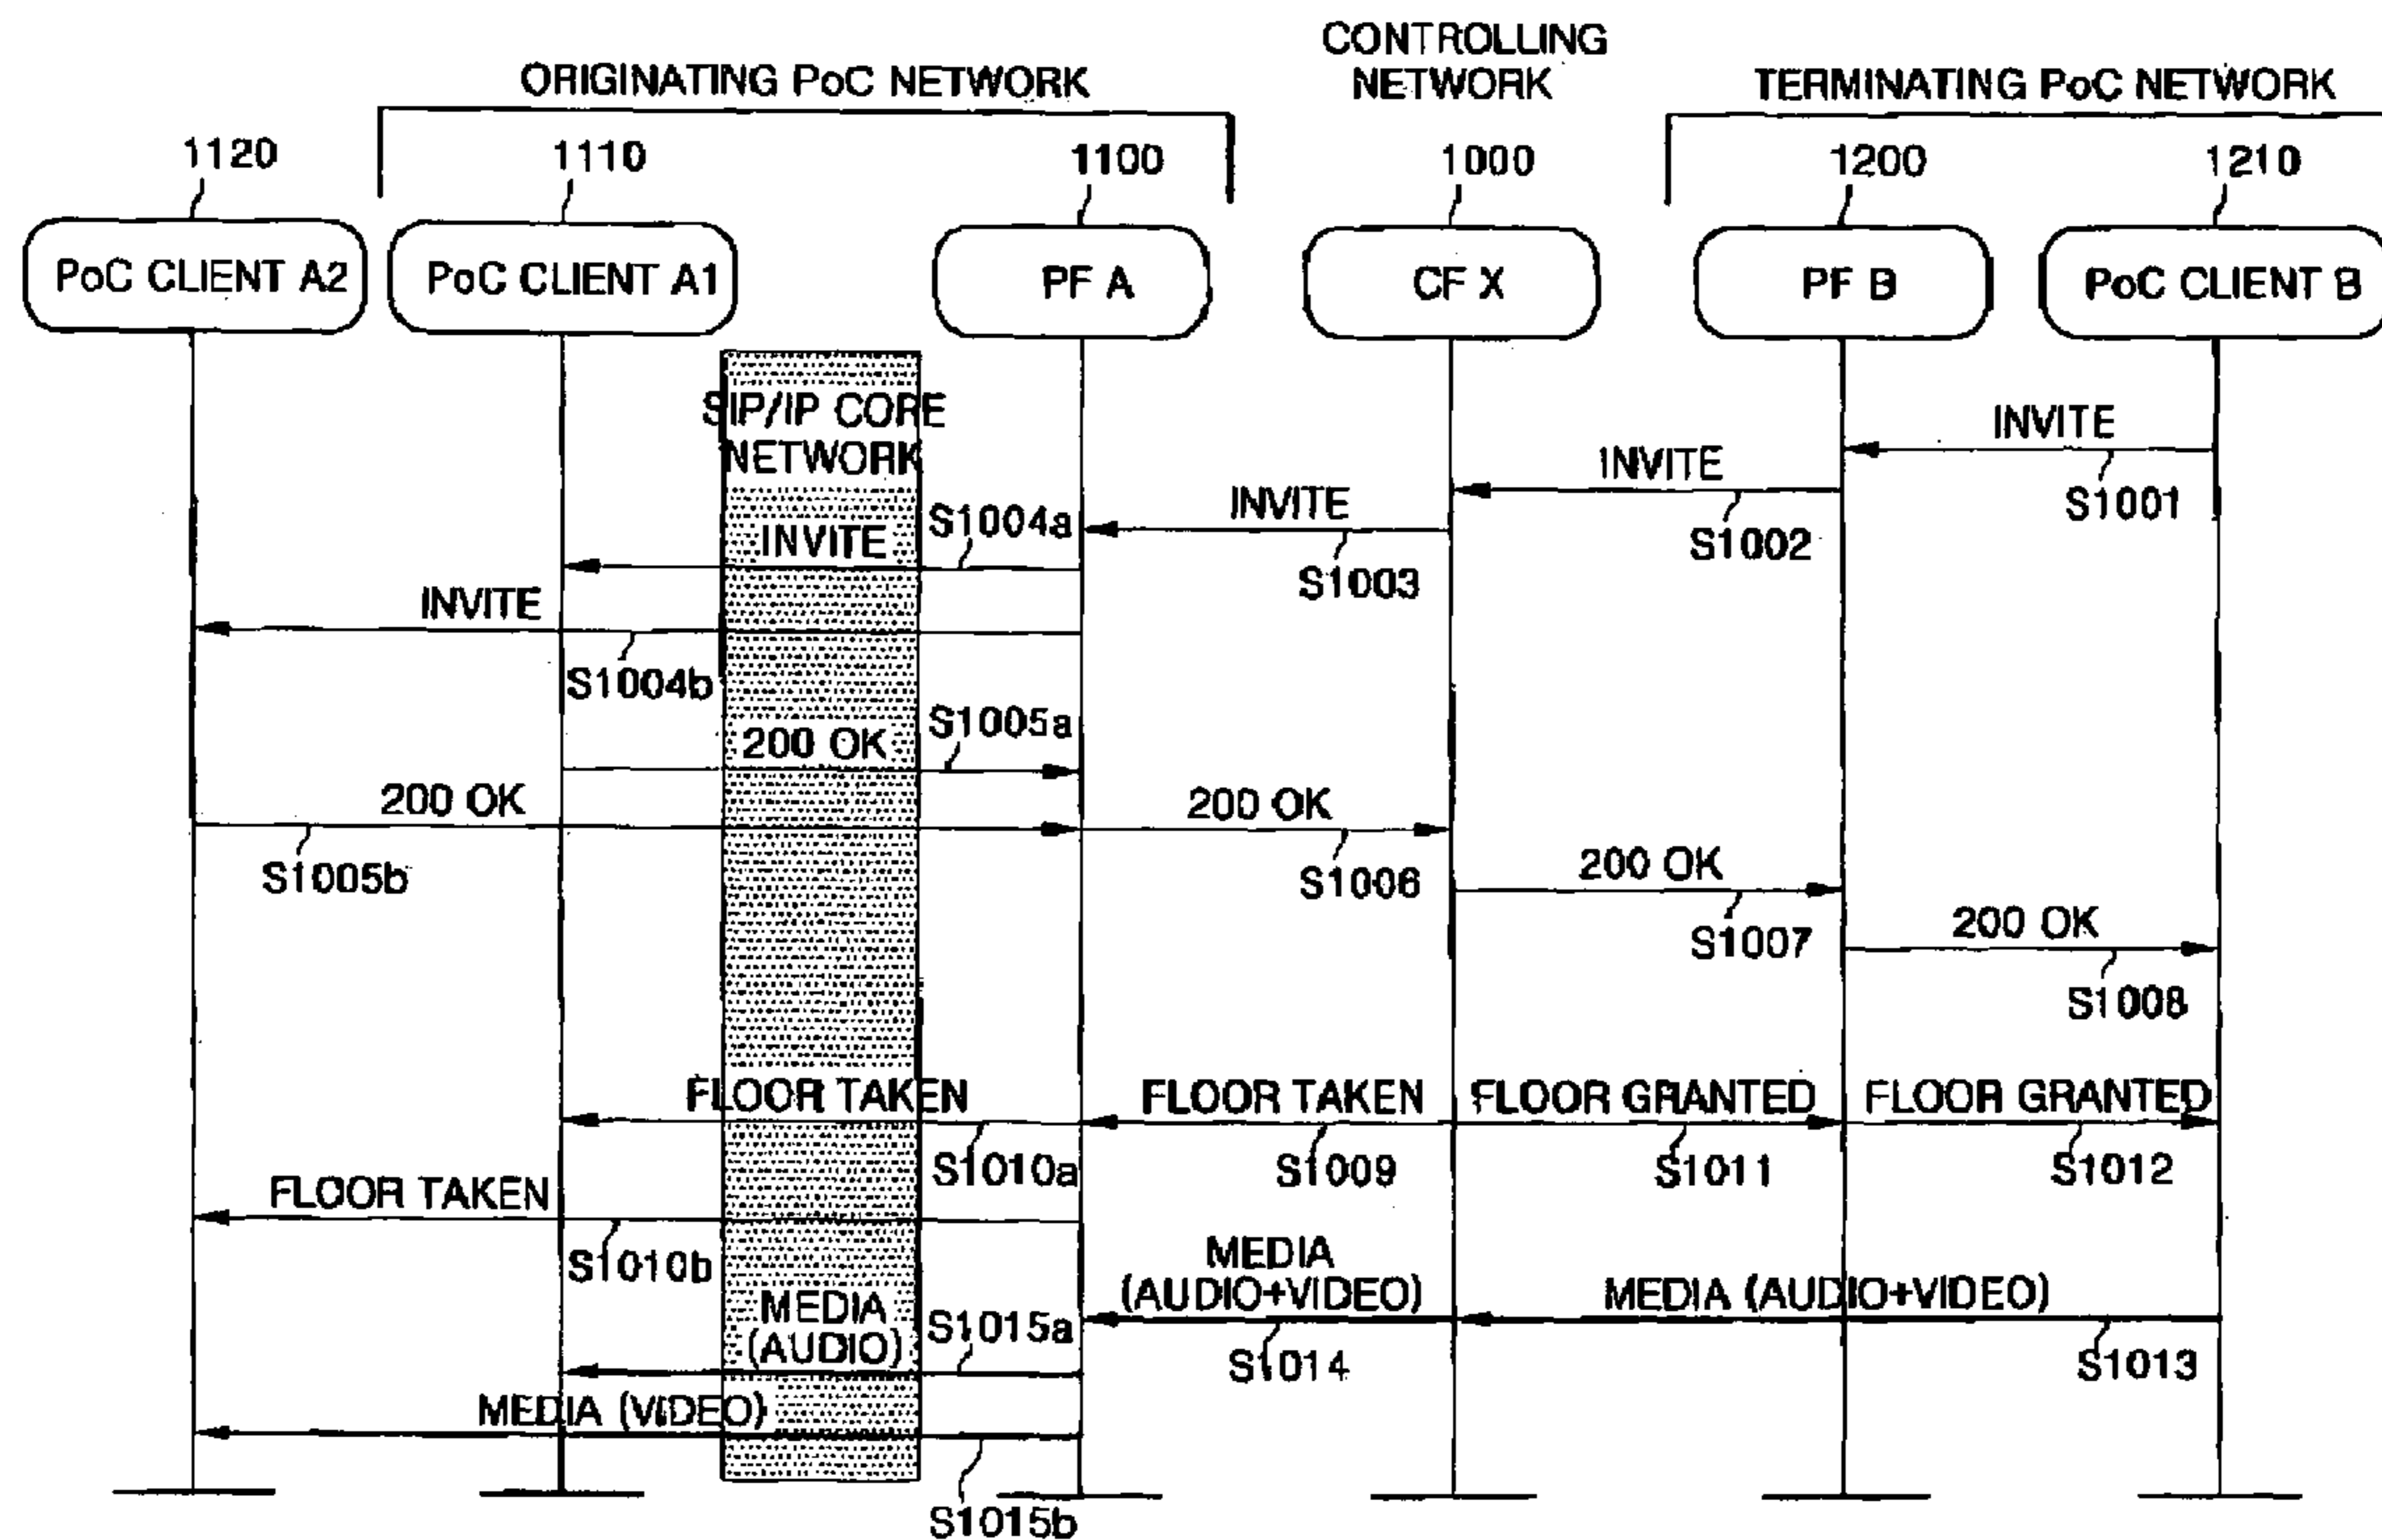 CONTROLLING
NETWORK
ORIGINATING PoC NETWORK
TERMINATING PoC NETWORK
1120
1110
1100
1000
1200
1210
PoC CLIENT A2
PoC CLIENT A1
PF A
CF X
PF B
PoC CLIENT B
SIP/IP CORE
NETWORK
INVITE
S1001
INVITE
S1002
INVITE
S1003
INVITE
S1004a
INVITE
S1004b
200 OK
S1005a
200 OK
S1005b
200 OK
S1006
200 OK
S1007
200 OK
S1008
FLOOR TAKEN
FLOOR TAKEN
FLOOR GRANTED
FLOOR GRANTED
S1010a
S1009
S1011
S1012
FLOOR TAKEN
S1010b
MEDIA
(AUDIO+VIDEO)
S1014
MEDIA (AUDIO+VIDEO)
S1013
MEDIA
(AUDIO)
S1015a
MEDIA (VIDEO)
S1015b